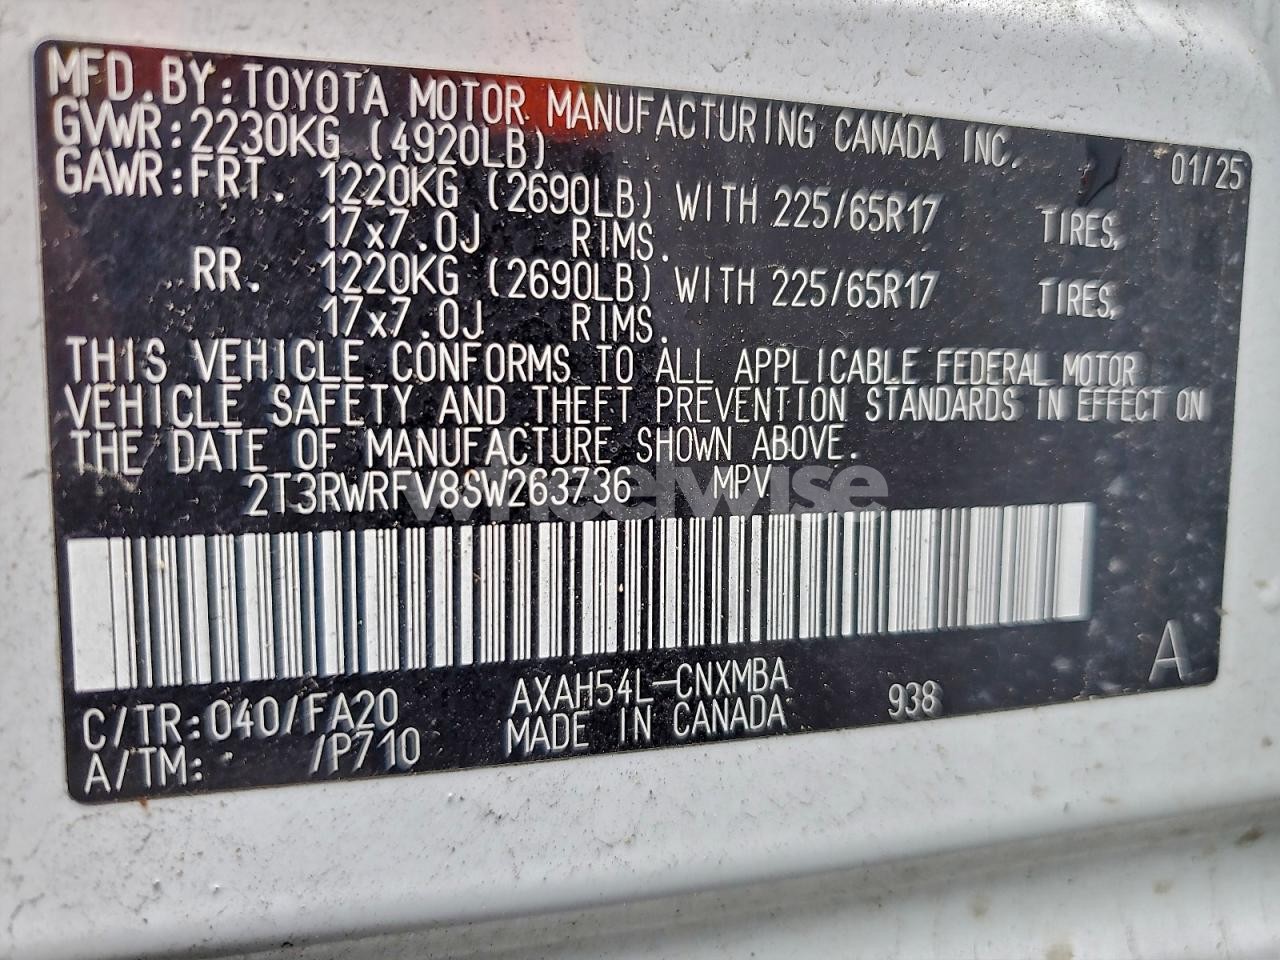 MFD.BY:TOYOTA MOTOR MANUFACTURING CANADA INC. 01/25
GVWR:2230KG (4920LB)
GAWR:FRT. 1220KG (2690LB) WITH 225/65R17 TIRES,
17x7.0J RIMS.
RR. 1220KG (2690LB) WITH 225/65R17 TIRES,
17x7.0J RIMS.
THIS VEHICLE CONFORMS TO ALL APPLICABLE FEDERAL MOTOR
VEHICLE SAFETY AND THEFT PREVENTION STANDARDS IN EFFECT ON
THE DATE OF MANUFACTURE SHOWN ABOVE.
2T3RWRFV8SW263736 MPV
wheelwise
C/TR:040/FA20 AXAH54L-CNXMBA 938 A
A/TM: /P710 MADE IN CANADA